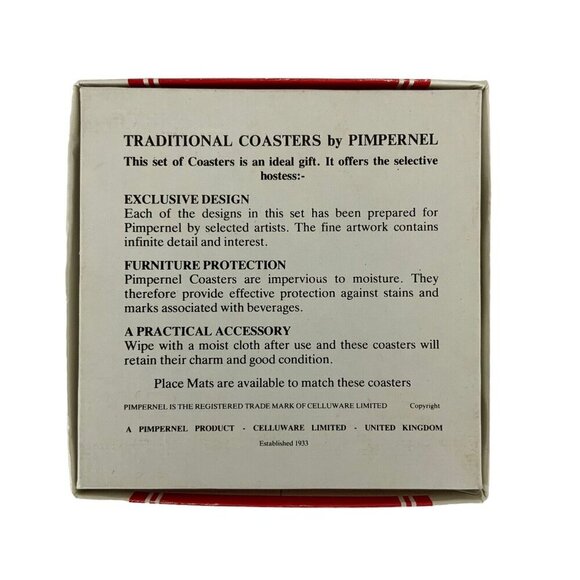 TRADITIONAL COASTERS by PIMPERNEL
This set of Coasters is an ideal gift. It offers the selective
hostess:-
EXCLUSIVE DESIGN
Each of the designs in this set has been prepared for
Pimpernel by selected artists. The fine artwork contains
infinite detail and interest.
FURNITURE PROTECTION
Pimpernel Coasters are impervious to moisture. They
therefore provide effective protection against stains and
marks associated with beverages.
A PRACTICAL ACCESSORY
Wipe with a moist cloth after use and these coasters will
retain their charm and good condition.
Place Mats are available to match these coasters
PIMPERNEL IS THE REGISTERED TRADE MARK OF CELLUWARE LIMITED Copyright
A PIMPERNEL PRODUCT - CELLUWARE LIMITED - UNITED KINGDOM
Established 1933